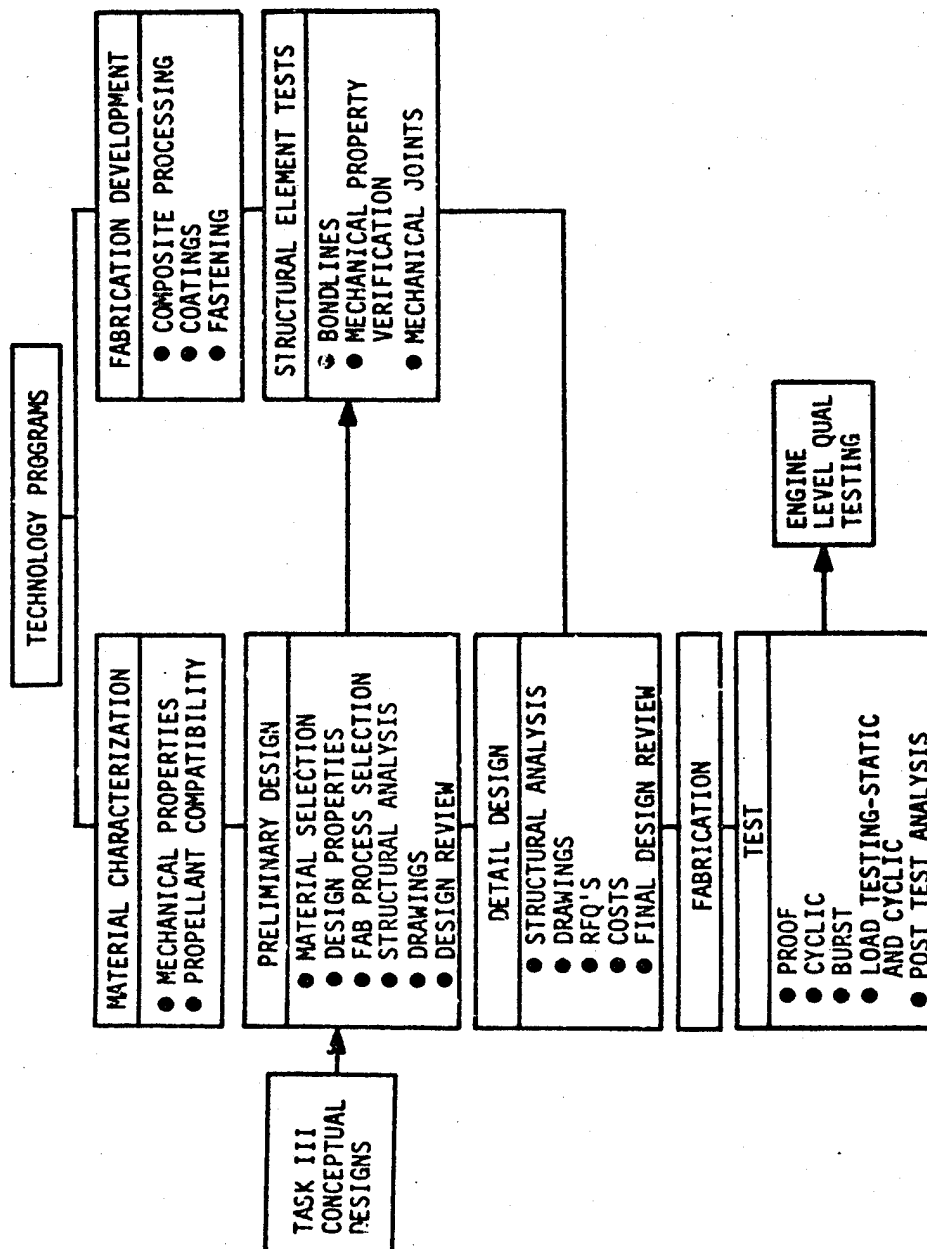 TECHNOLOGY PROGRAMS
MATERIAL CHARACTERIZATION
● MECHANICAL PROPERTIES
● PROPELLANT COMPATIBILITY
FABRICATION DEVELOPMENT
● COMPOSITE PROCESSING
● COATINGS
● FASTENING
TASK III
CONCEPTUAL
DESIGNS
PRELIMINARY DESIGN
● MATERIAL SELECTION
● DESIGN PROPERTIES
● FAB PROCESS SELECTION
● STRUCTURAL ANALYSIS
● DRAWINGS
● DESIGN REVIEW
STRUCTURAL ELEMENT TESTS
● BONDLINES
● MECHANICAL PROPERTY
VERIFICATION
● MECHANICAL JOINTS
DETAIL DESIGN
● STRUCTURAL ANALYSIS
● DRAWINGS
● RFQ'S
● COSTS
● FINAL DESIGN REVIEW
FABRICATION
TEST
● PROOF
● CYCLIC
● BURST
● LOAD TESTING-STATIC
AND CYCLIC
● POST TEST ANALYSIS
ENGINE
LEVEL QUAL
TESTING